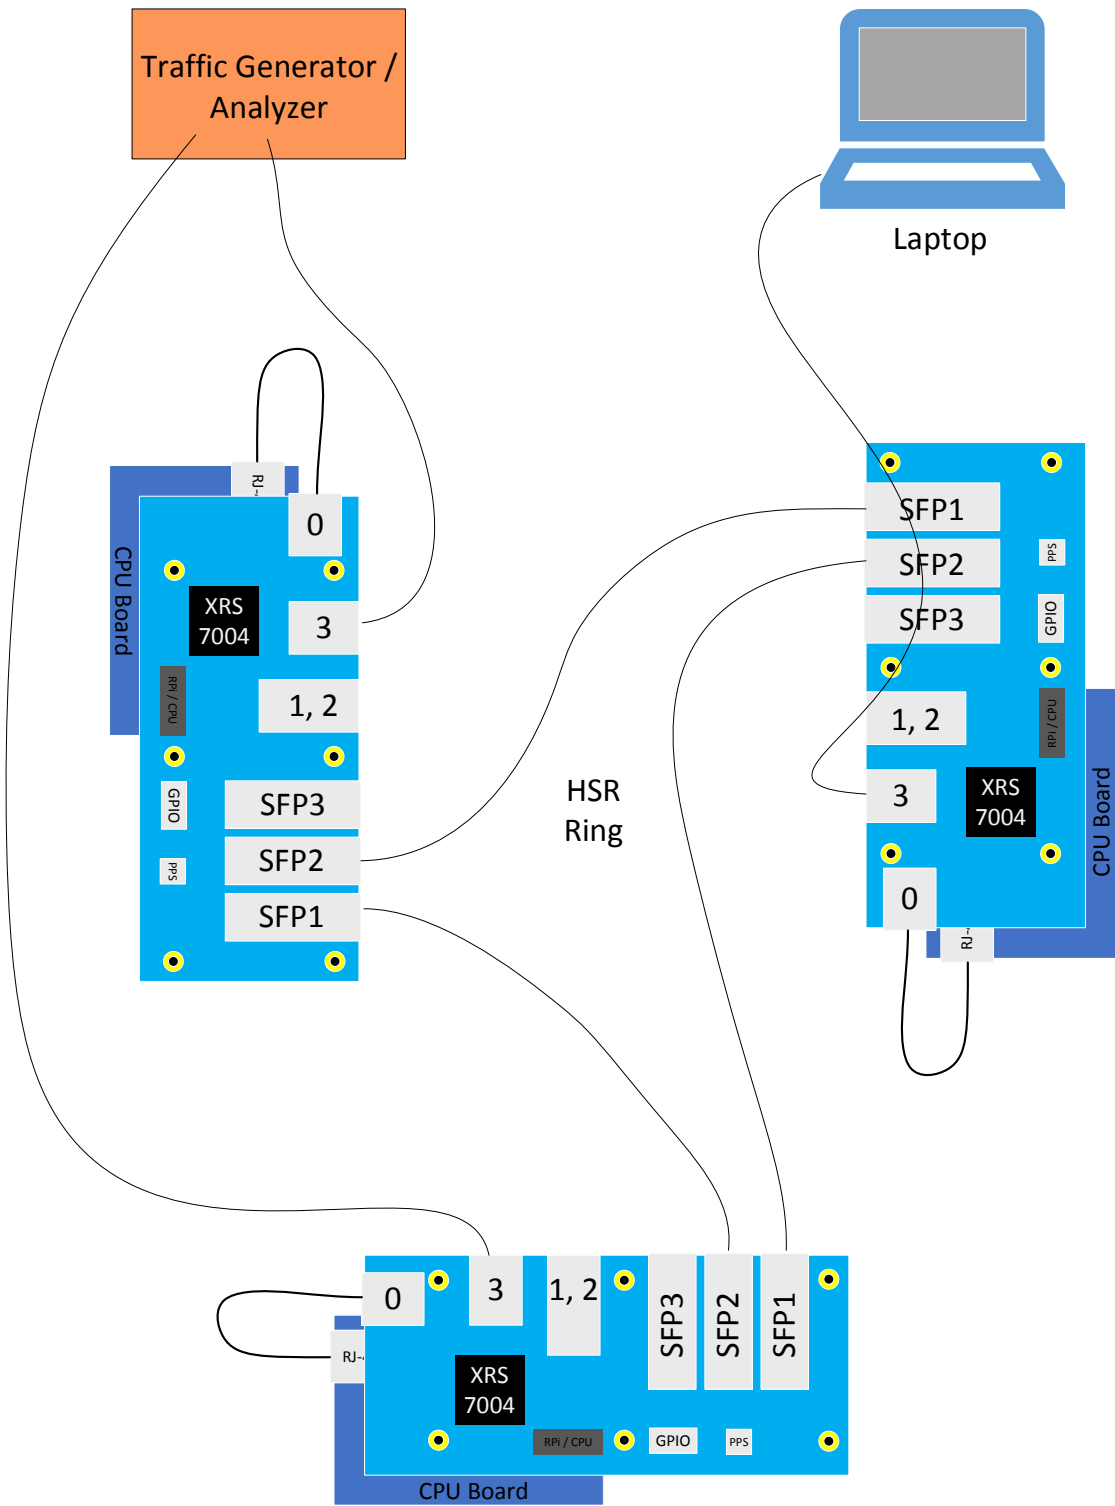 Traffic Generator /
Analyzer
Laptop
RJ-
0
CPU Board
XRS
7004
3
RPi / CPU
1, 2
GPIO
SFP3
PPS
SFP2
SFP1
SFP1
SFP2
PPS
SFP3
GPIO
1, 2
RPi / CPU
3
XRS
7004
CPU Board
0
RJ-
HSR
Ring
0
3
1, 2
SFP3
SFP2
SFP1
RJ-
XRS
7004
RPi / CPU
GPIO
PPS
CPU Board